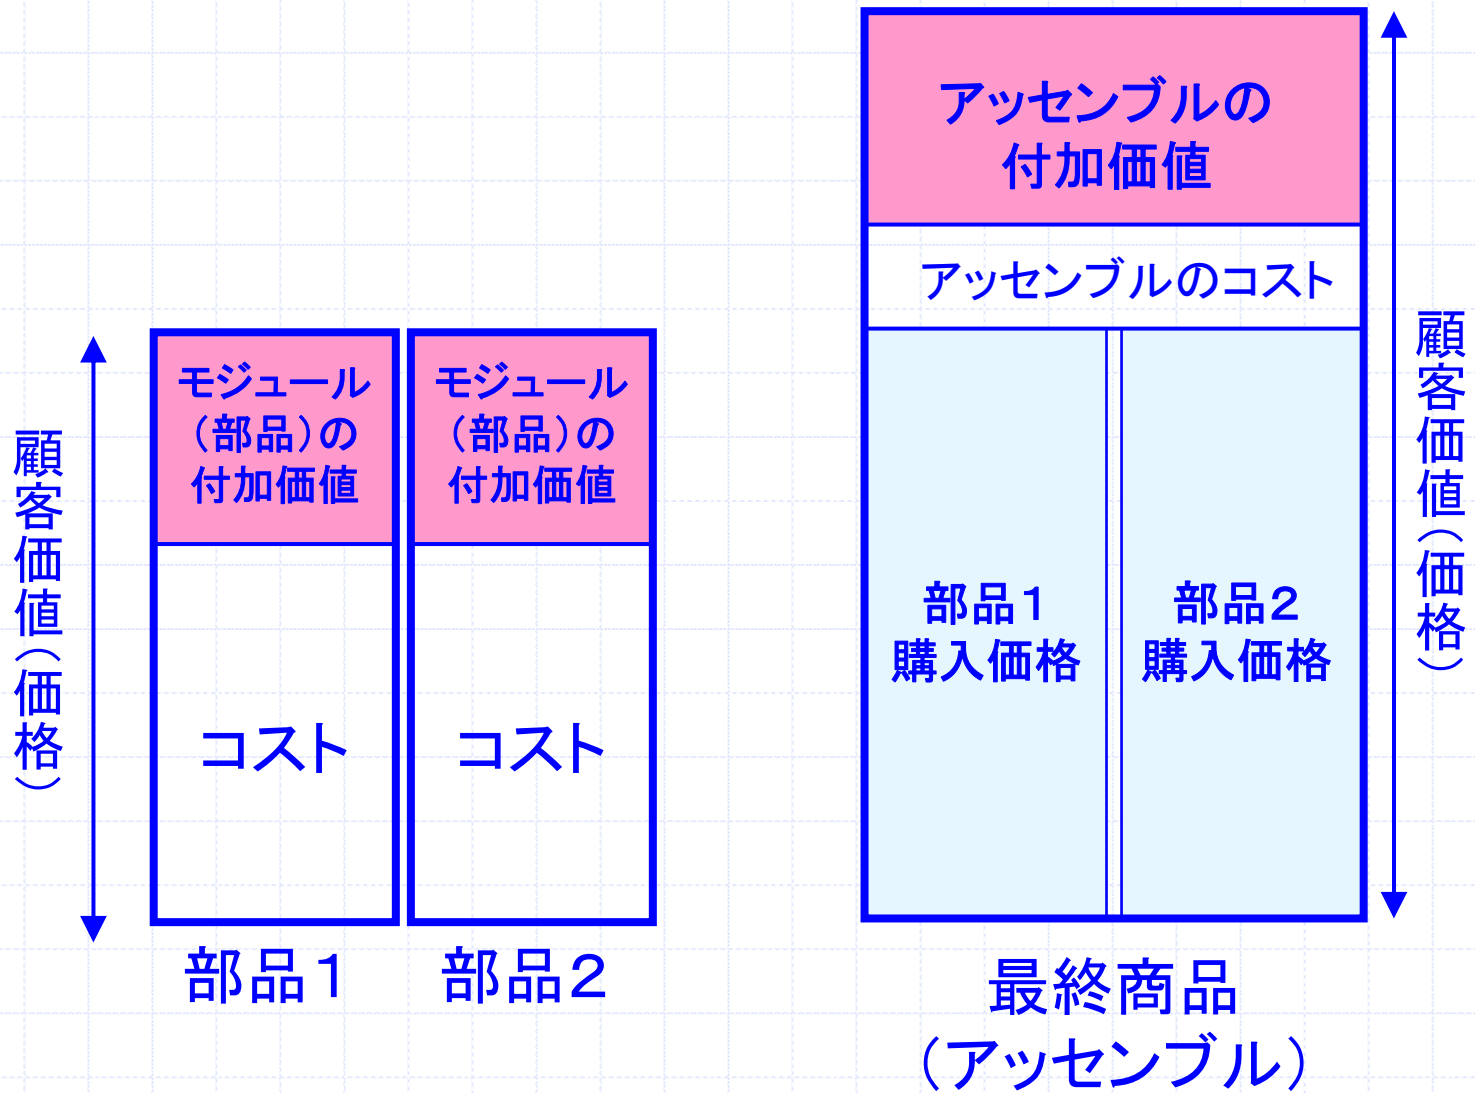 顧客価値（価格）
モジュール
（部品）の
付加価値
コスト
部品１
モジュール
（部品）の
付加価値
コスト
部品２
アッセンブルの
付加価値
アッセンブルのコスト
部品１
購入価格
部品２
購入価格
最終商品
（アッセンブル）
顧客価値（価格）